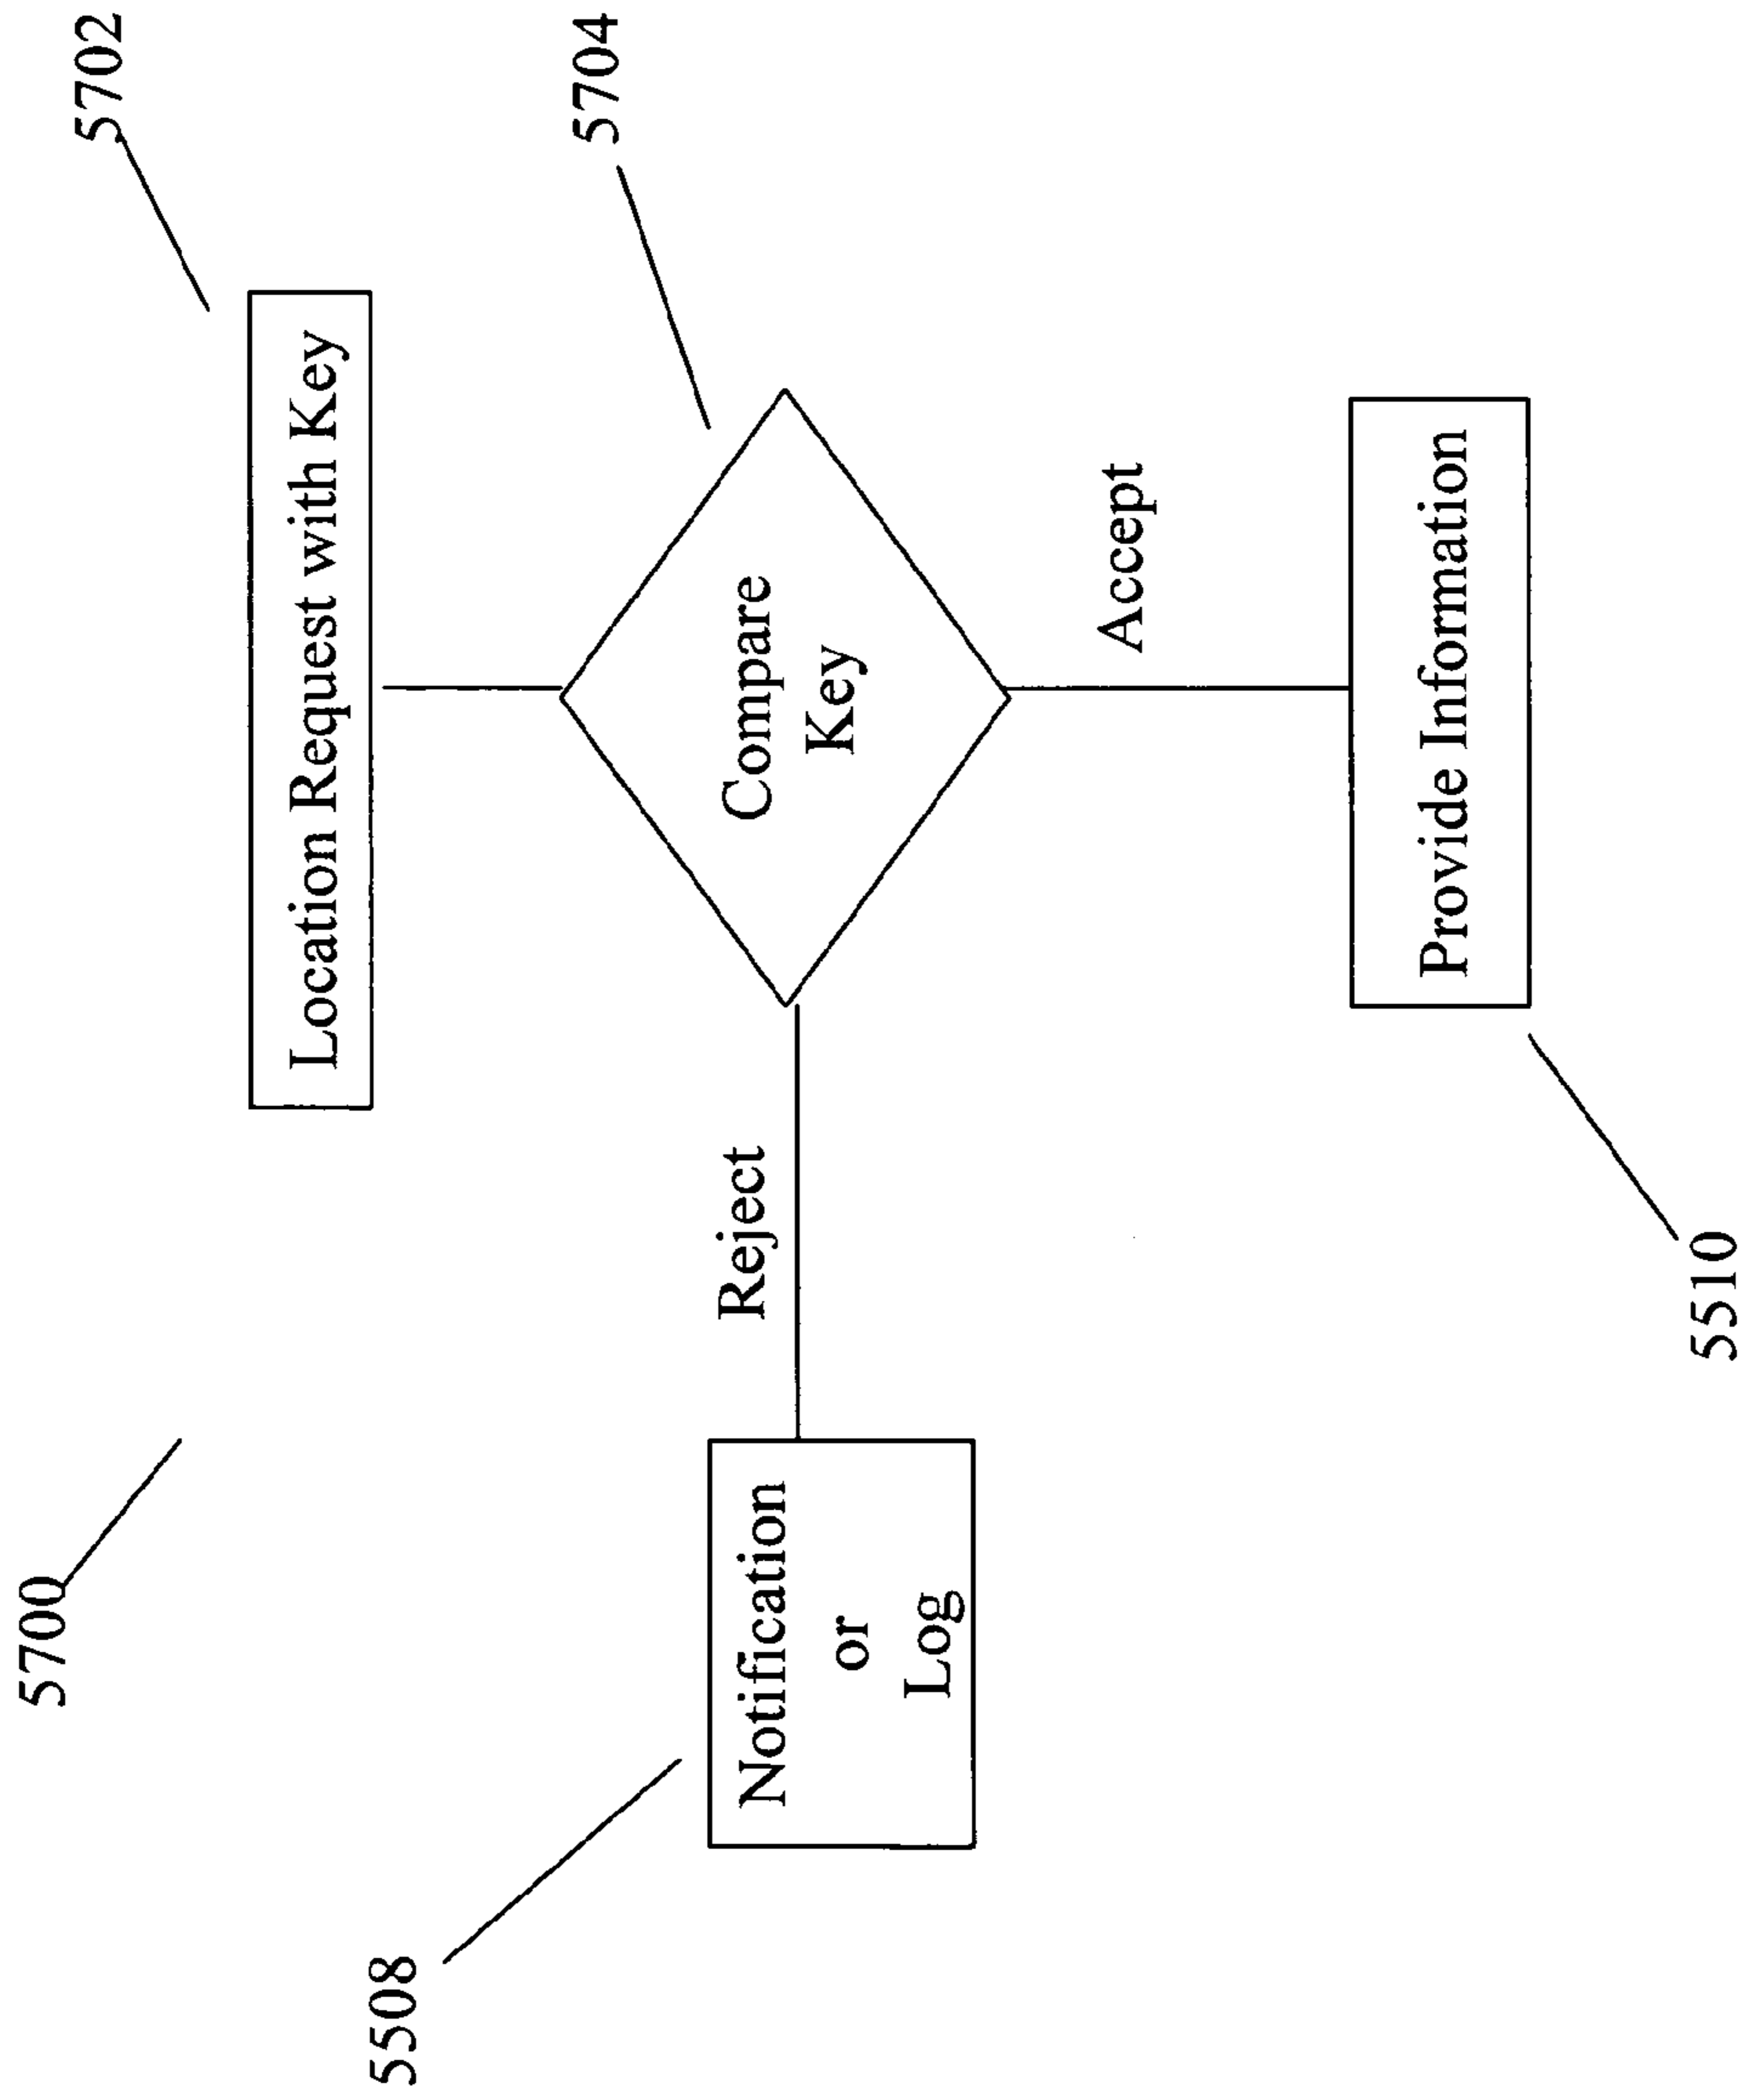 5700
5702
Location Request with Key
5704
Compare
Key
Reject
Accept
5508
Notification
or
Log
Provide Information
5510